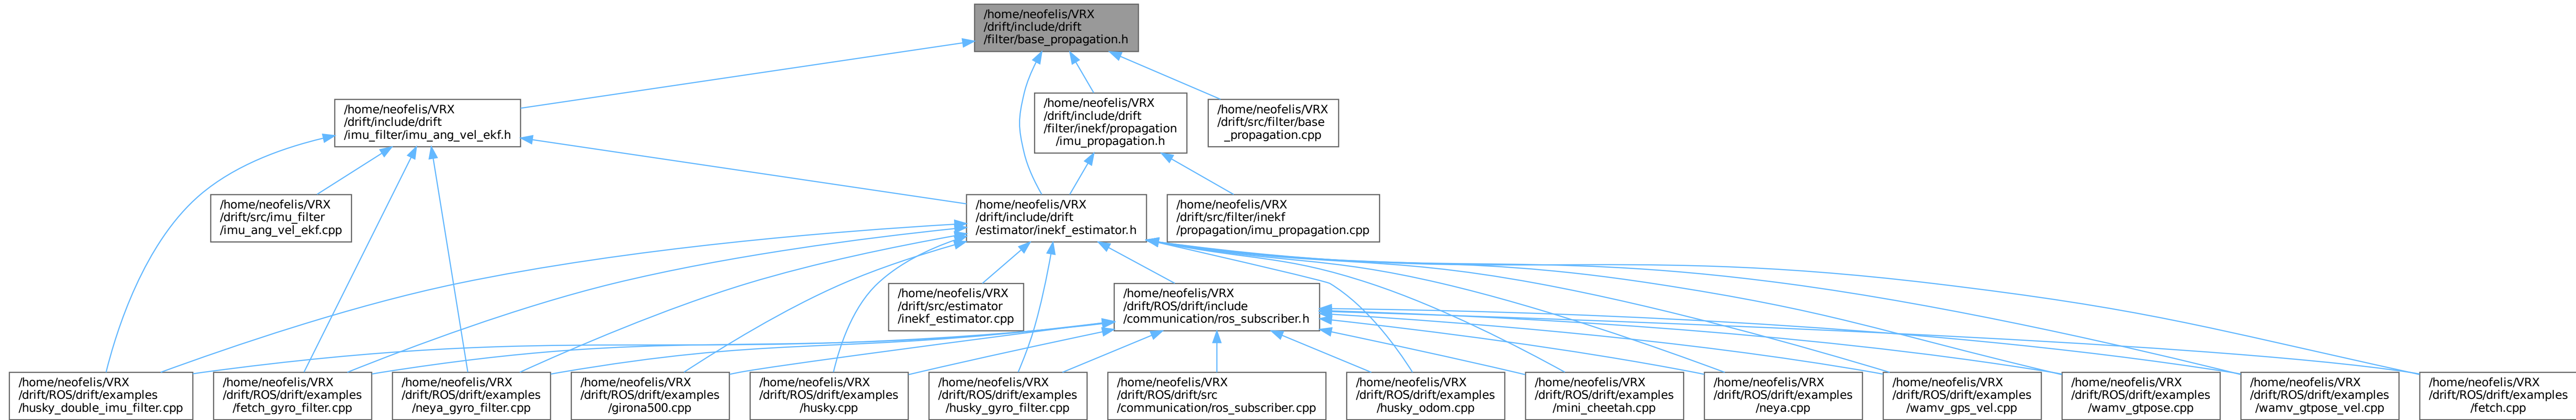 /home/neofelis/VRX
/drift/include/drift
/filter/base_propagation.h
/home/neofelis/VRX
/drift/include/drift
/imu_filter/imu_ang_vel_ekf.h
/home/neofelis/VRX
/drift/include/drift
/filter/inekf/propagation
/imu_propagation.h
/home/neofelis/VRX
/drift/src/filter/base
_propagation.cpp
/home/neofelis/VRX
/drift/src/imu_filter
/imu_ang_vel_ekf.cpp
/home/neofelis/VRX
/drift/include/drift
/estimator/inekf_estimator.h
/home/neofelis/VRX
/drift/src/filter/inekf
/propagation/imu_propagation.cpp
/home/neofelis/VRX
/drift/src/estimator
/inekf_estimator.cpp
/home/neofelis/VRX
/drift/ROS/drift/include
/communication/ros_subscriber.h
/home/neofelis/VRX
/drift/ROS/drift/examples
/husky_double_imu_filter.cpp
/home/neofelis/VRX
/drift/ROS/drift/examples
/fetch_gyro_filter.cpp
/home/neofelis/VRX
/drift/ROS/drift/examples
/neya_gyro_filter.cpp
/home/neofelis/VRX
/drift/ROS/drift/examples
/girona500.cpp
/home/neofelis/VRX
/drift/ROS/drift/examples
/husky.cpp
/home/neofelis/VRX
/drift/ROS/drift/examples
/husky_gyro_filter.cpp
/home/neofelis/VRX
/drift/ROS/drift/src
/communication/ros_subscriber.cpp
/home/neofelis/VRX
/drift/ROS/drift/examples
/husky_odom.cpp
/home/neofelis/VRX
/drift/ROS/drift/examples
/mini_cheetah.cpp
/home/neofelis/VRX
/drift/ROS/drift/examples
/neya.cpp
/home/neofelis/VRX
/drift/ROS/drift/examples
/wamv_gps_vel.cpp
/home/neofelis/VRX
/drift/ROS/drift/examples
/wamv_gtpose.cpp
/home/neofelis/VRX
/drift/ROS/drift/examples
/wamv_gtpose_vel.cpp
/home/neofelis/VRX
/drift/ROS/drift/examples
/fetch.cpp